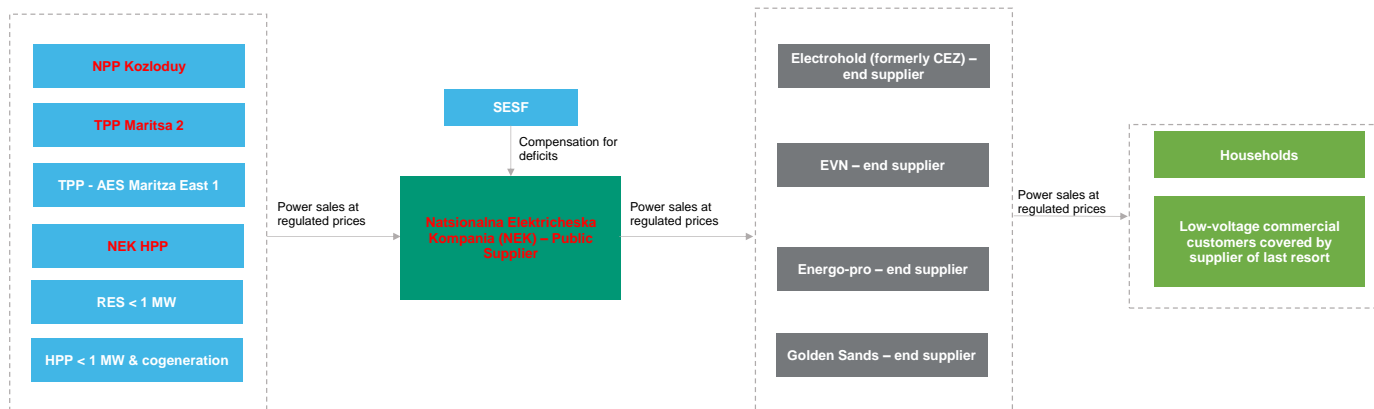 NPP Kozloduy
TPP Maritsa 2
TPP - AES Maritza East 1
NEK HPP
RES < 1 MW
HPP < 1 MW & cogeneration
Power sales at
regulated prices
SESF
Compensation for
deficits
Natsionalna Elektricheska
Kompania (NEK) – Public
Supplier
Power sales at
regulated prices
Electrohold (formerly CEZ) –
end supplier
EVN – end supplier
Energo-pro – end supplier
Golden Sands – end supplier
Power sales at
regulated prices
Households
Low-voltage commercial
customers covered by
supplier of last resort